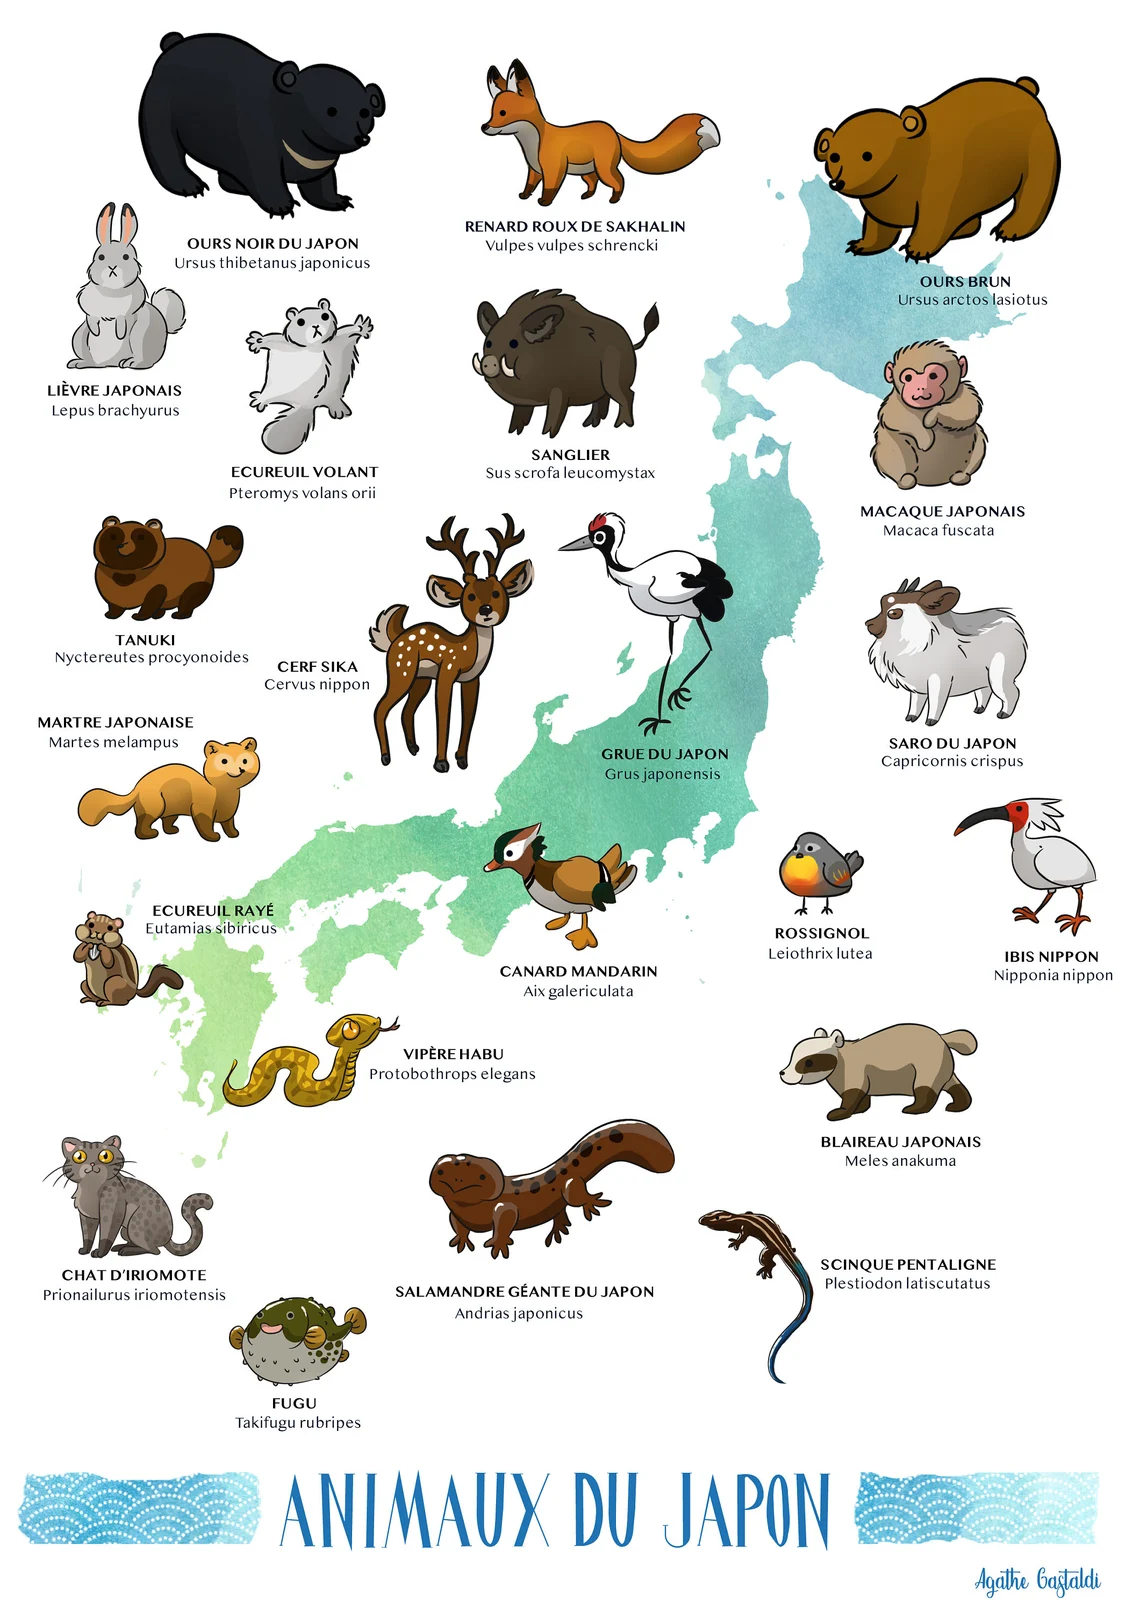 OURS NOIR DU JAPON
Ursus thibetanus japonicus
RENARD ROUX DE SAKHALIN
Vulpes vulpes schrencki
OURS BRUN
Ursus arctos lasiotus
LIÈVRE JAPONAIS
Lepus brachyurus
ECUREUIL VOLANT
Pteromys volans orii
SANGLIER
Sus scrofa leucomystax
MACAQUE JAPONAIS
Macaca fuscata
TANUKI
Nyctereutes procyonoides
CERF SIKA
Cervus nippon
GRUE DU JAPON
Grus japonensis
SARO DU JAPON
Capricornis crispus
MARTRE JAPONAISE
Martes melampus
ECUREUIL RAYÉ
Eutamias sibiricus
CANARD MANDARIN
Aix galericulata
ROSSIGNOL
Leiothrix lutea
IBIS NIPPON
Nipponia nippon
VIPÈRE HABU
Protobothrops elegans
BLAIREAU JAPONAIS
Meles anakuma
CHAT D'IRIOMOTE
Prionailurus iriomotensis
SALAMANDRE GÉANTE DU JAPON
Andrias japonicus
SCINQUE PENTALIGNE
Plestiodon latiscutatus
FUGU
Takifugu rubripes
ANIMAUX DU JAPON
Agathe Gastaldi